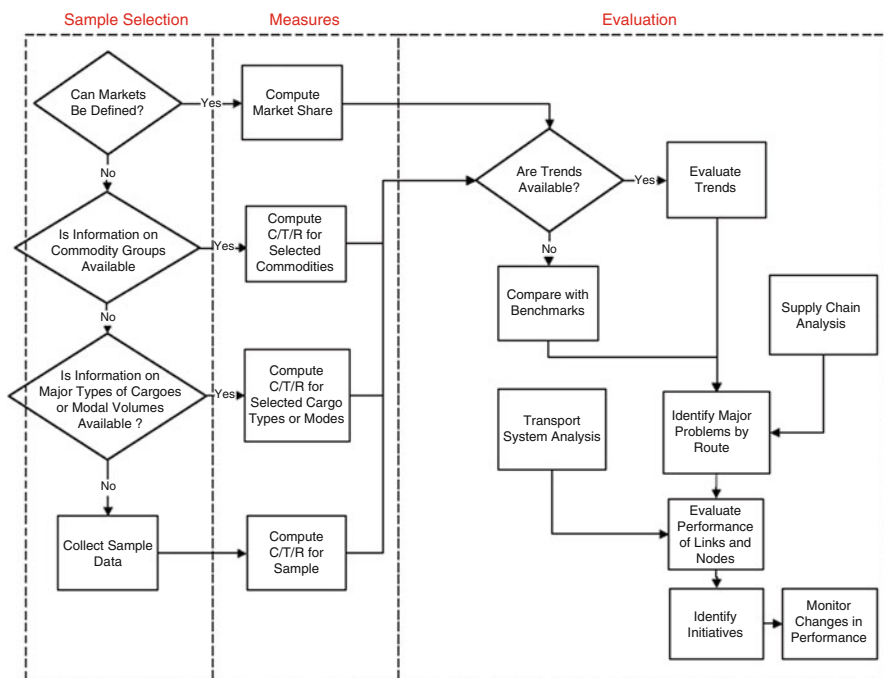 Sample Selection
Measures
Evaluation
Can Markets
Be Defined?
Yes
Compute
Market Share
No
Are Trends
Available?
Yes
Evaluate
Trends
Is Information on
Commodity Groups
Available
Yes
Compute
C/T/R for
Selected
Commodities
No
Compare with
Benchmarks
Supply Chain
Analysis
No
Is Information on
Major Types of Cargoes
or Modal Volumes
Available ?
Yes
Compute
C/T/R for
Selected Cargo
Types or Modes
Transport
System Analysis
Identify Major
Problems by
Route
No
Collect Sample
Data
Compute
C/T/R for
Sample
Evaluate
Performance
of Links and
Nodes
Identify
Initiatives
Monitor
Changes in
Performance